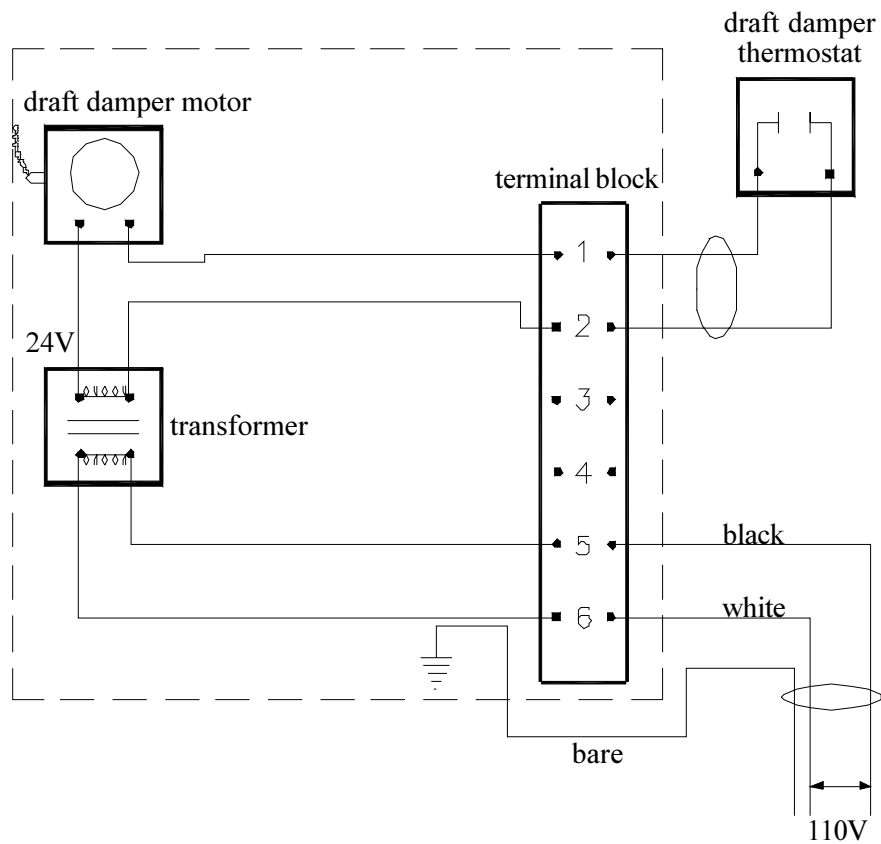 draft damper
thermostat
draft damper motor
terminal block
1
2
24V
3
transformer
4
5
black
6
white
bare
110V